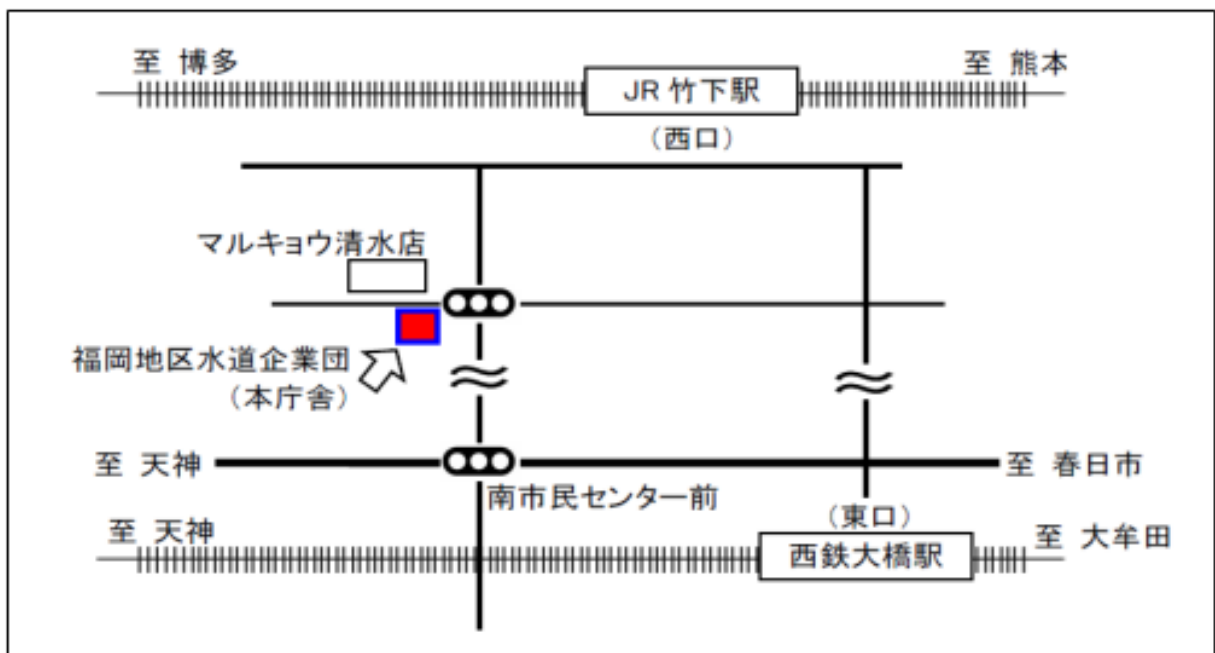 至 博多
至 熊本
JR 竹下駅
（西口）
マルキョウ清水店
福岡地区水道企業団
（本庁舎）
至 天神
至 春日市
南市民センター前
至 天神
（東口）
至 大牟田
西鉄大橋駅